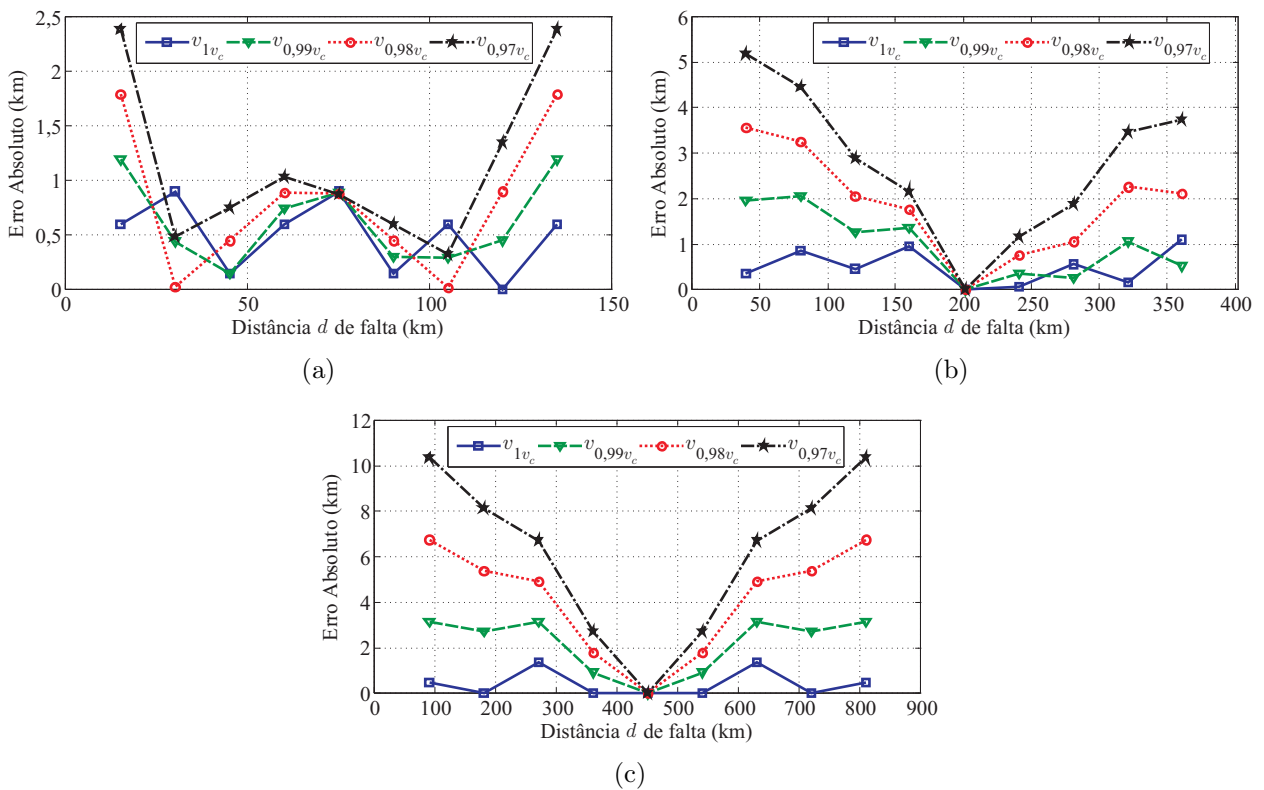 2,5
2
1,5
1
0,5
0
Erro Absoluto (km)
v1vc v0,99vc v0,98vc v0,97vc
0 50 100 150
Distância d de falta (km)
(a)
6
5
4
3
2
1
0
Erro Absoluto (km)
v1vc v0,99vc v0,98vc v0,97vc
0 50 100 150 200 250 300 350 400
Distância d de falta (km)
(b)
12
10
8
6
4
2
0
Erro Absoluto (km)
v1vc v0,99vc v0,98vc v0,97vc
0 100 200 300 400 500 600 700 800 900
Distância d de falta (km)
(c)